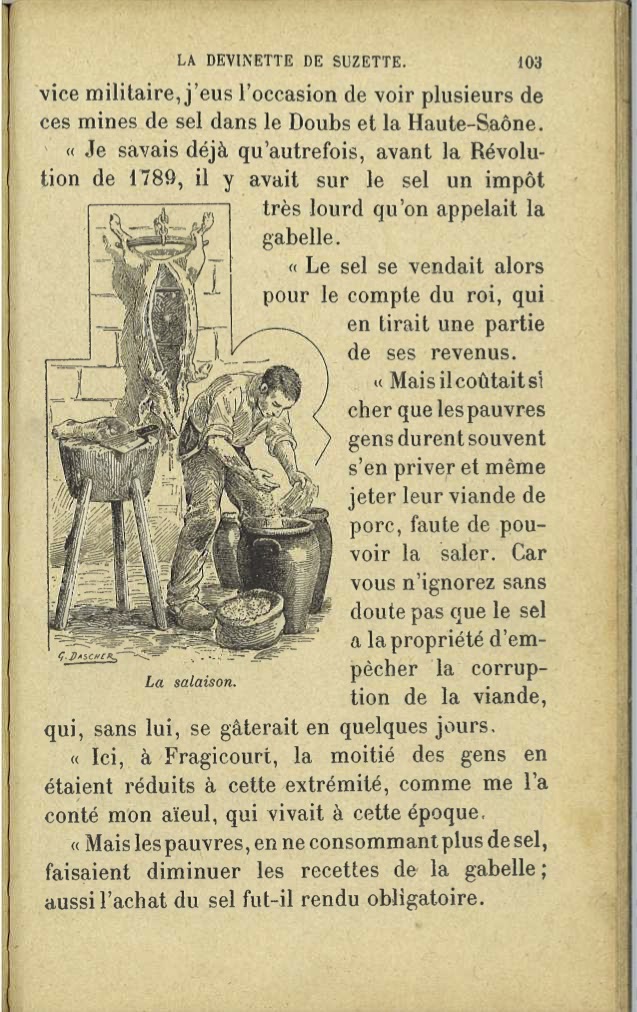 LA DEVINETTE DE SUZETTE. 103
vice militaire, j'eus l'occasion de voir plusieurs de
ces mines de sel dans le Doubs et la Haute-Saône.
« Je savais déjà qu'autrefois, avant la Révolu-
tion de 1789, il y avait sur le sel un impôt
très lourd qu'on appelait la
gabelle.
« Le sel se vendait alors
pour le compte du roi, qui
en tirait une partie
de ses revenus.
« Mais il coûtait si
cher que les pauvres
gens durent souvent
s'en priver et même
jeter leur viande de
porc, faute de pou-
voir la saler. Car
vous n'ignorez sans
doute pas que le sel
a la propriété d'em-
pêcher la corrup-
tion de la viande,
G. DASCHER
La salaison.
qui, sans lui, se gâterait en quelques jours.
« Ici, à Fragicourt, la moitié des gens en
étaient réduits à cette extrémité, comme me l'a
conté mon aïeul, qui vivait à cette époque.
« Mais les pauvres, en ne consommant plus de sel,
faisaient diminuer les recettes de la gabelle ;
aussi l'achat du sel fut-il rendu obligatoire.